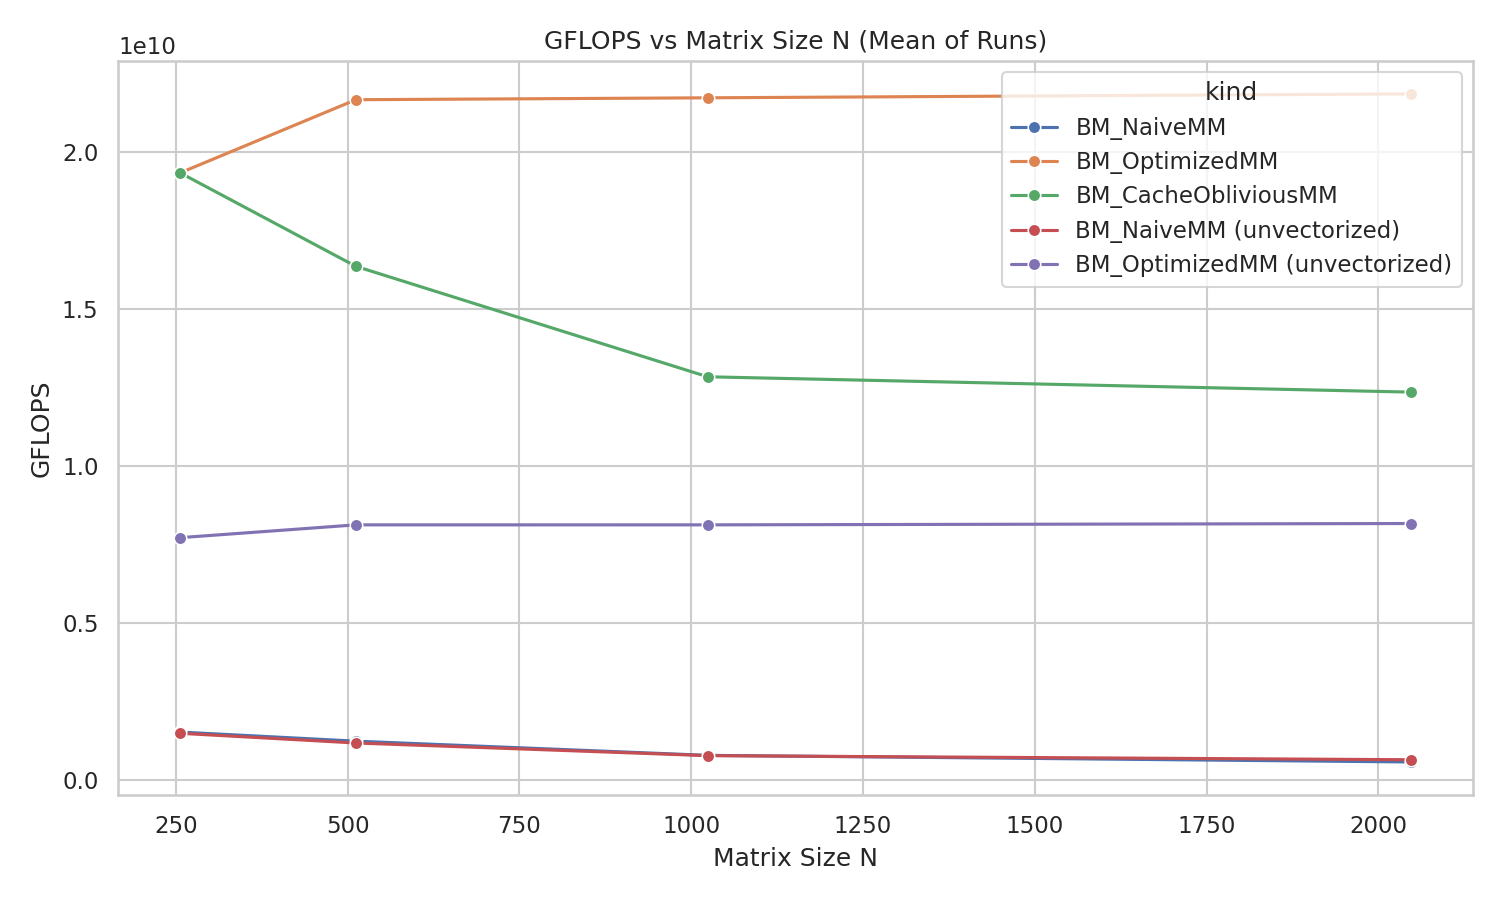 GFLOPS vs Matrix Size N (Mean of Runs)
1e10
kind
BM_NaiveMM
BM_OptimizedMM
BM_CacheObliviousMM
BM_NaiveMM (unvectorized)
BM_OptimizedMM (unvectorized)
GFLOPS
2.0
1.5
1.0
0.5
0.0
250 500 750 1000 1250 1500 1750 2000
Matrix Size N